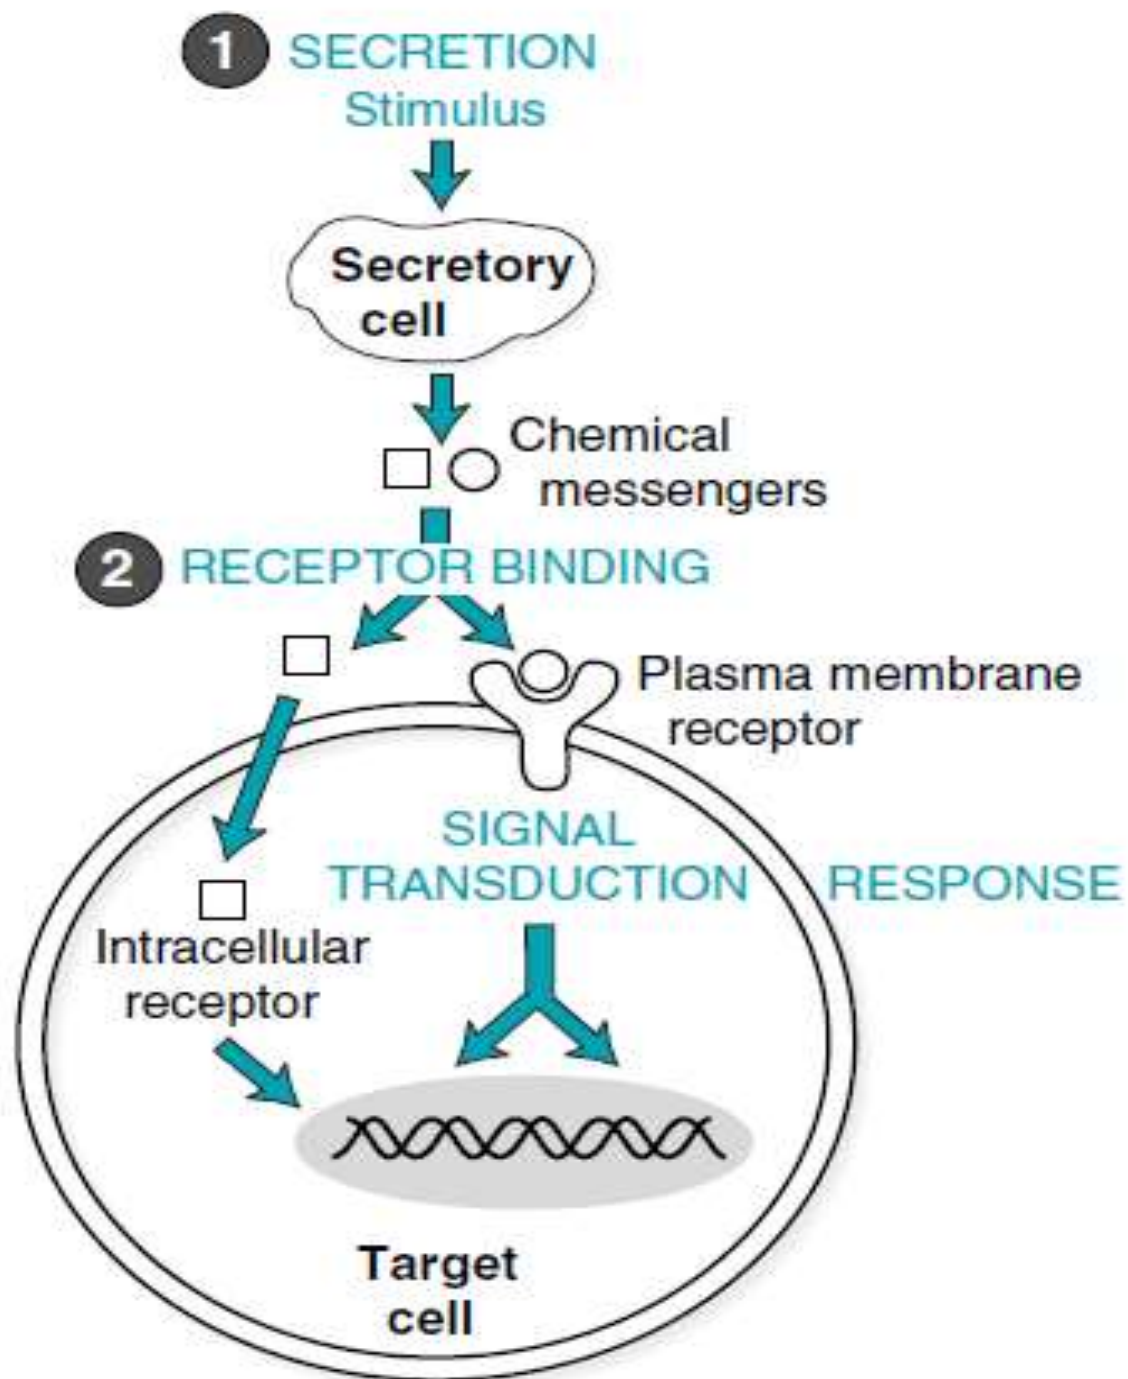 1 SECRETION
Stimulus
Secretory
cell
Chemical
messengers
2 RECEPTOR BINDING
Plasma membrane
receptor
SIGNAL
TRANSDUCTION RESPONSE
Intracellular
receptor
Target
cell